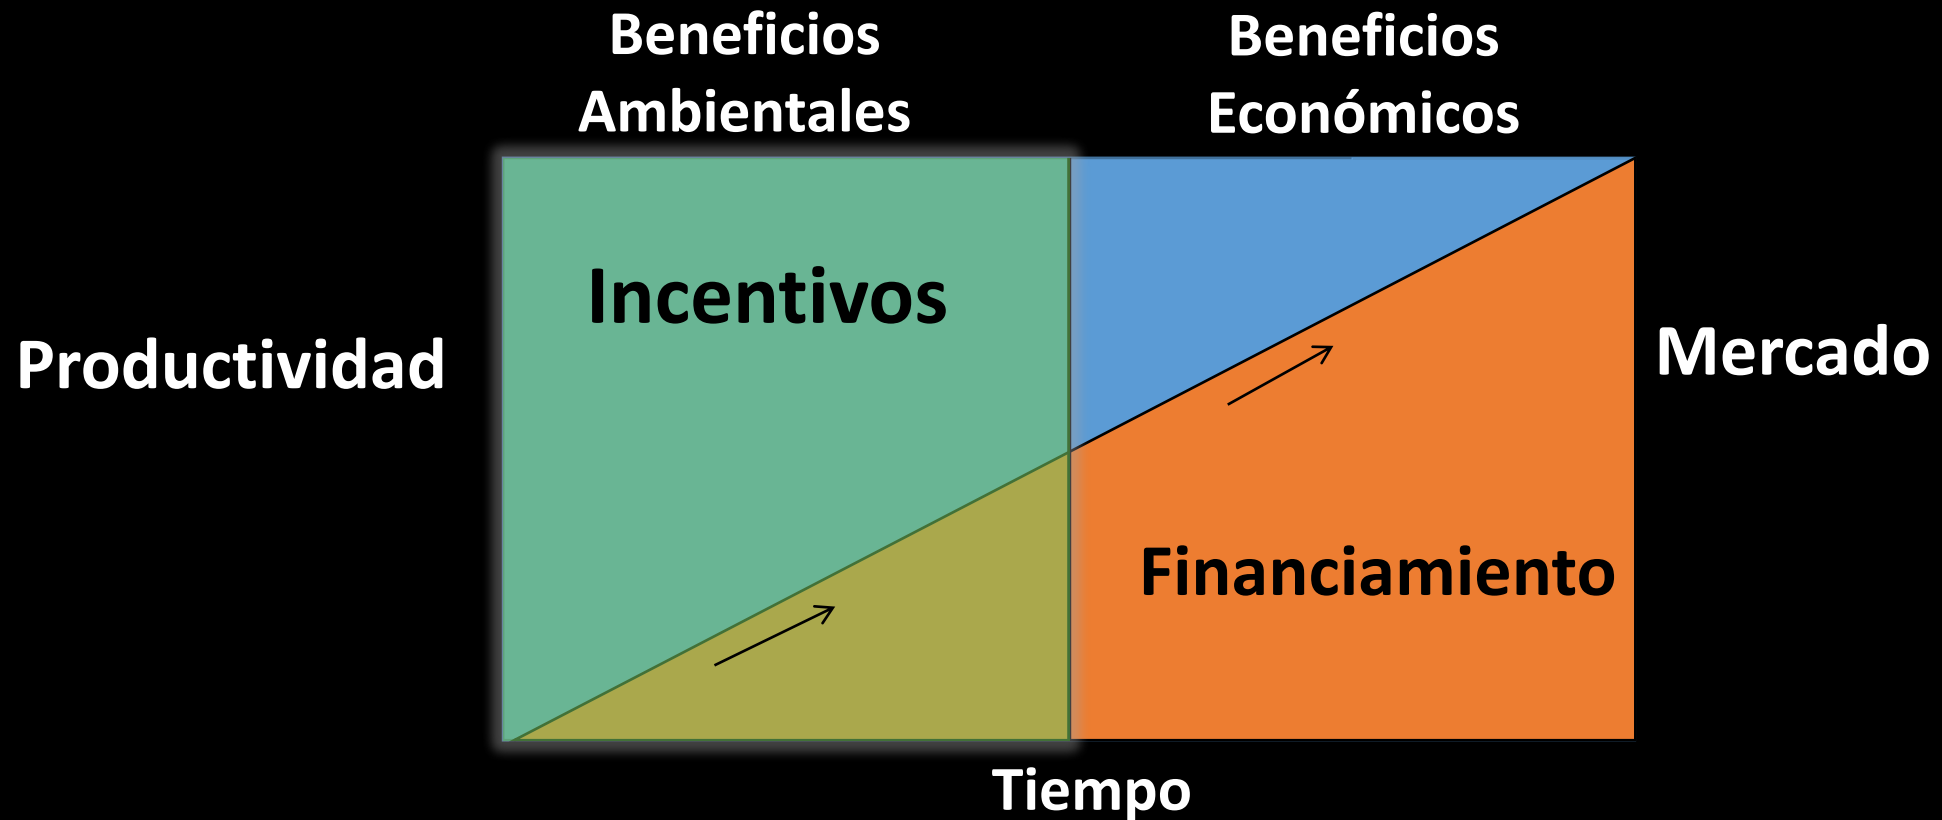 Beneficios
Ambientales
Beneficios
Económicos
Incentivos
Productividad
Mercado
Financiamiento
Tiempo